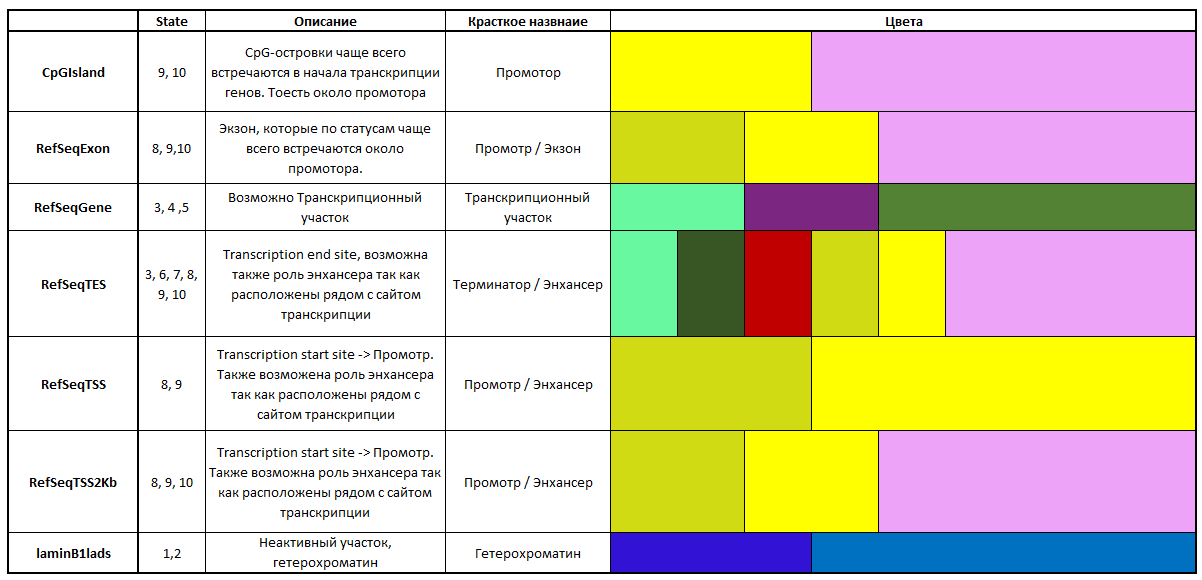 State Описание Красткое назвнаие Цвета
CpGIsland
9, 10
CpG-островки чаще всего
встречаются в начала транскрипции
генов. Тоесть около промотора
Промотор
RefSeqExon
8, 9,10
Экзон, которые по статусам чаще
всего встречаются около
промотора.
Промотр / Экзон
RefSeqGene
3, 4 ,5
Возможно Транскрипционный
участок
Транскрипционный
участок
RefSeqTES
3, 6, 7, 8,
9, 10
Transcription end site, возможна
также роль энхансера так как
расположены рядом с сайтом
транскрипции
Терминатор / Энхансер
RefSeqTSS
8, 9
Transcription start site -> Промотр.
Также возможена роль энхансера
так как расположены рядом с
сайтом транскрипции
Промотр / Энхансер
RefSeqTSS2Kb
8, 9, 10
Transcription start site -> Промотр.
Также возможна роль энхансера так
как расположены рядом с сайтом
транскрипции
Промотр / Энхансер
laminB1lads
1,2
Неактивный участок,
гетерохроматин
Гетерохроматин